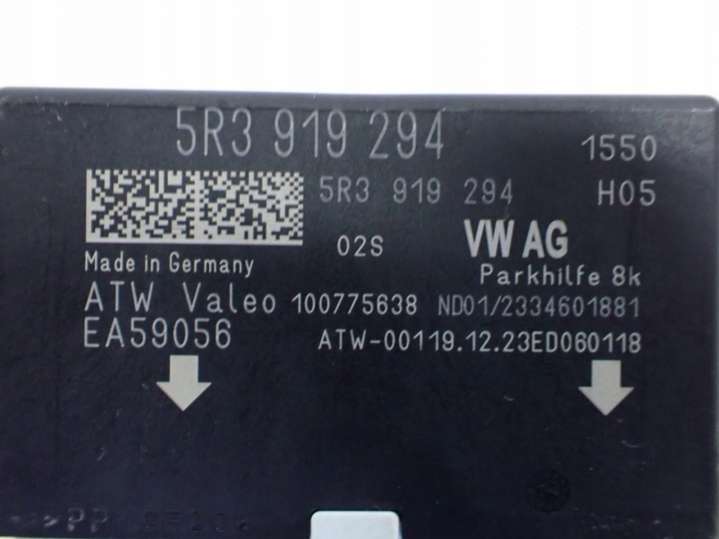 5R3 919 294 1550
5R3 919 294 H05
02S VW AG
Made in Germany Parkhilfe 8k
ATW Valeo 100775638 ND01/2334601881
EA59056 ATW-00119.12.23ED060118
>PP